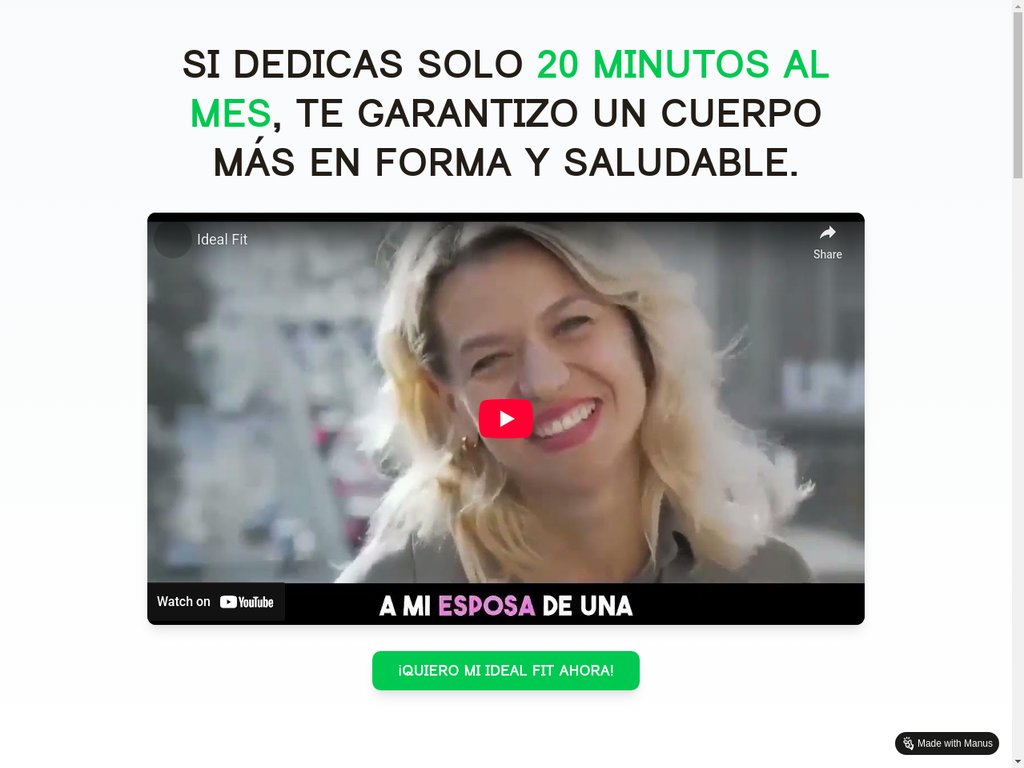 SI DEDICAS SOLO 20 MINUTOS AL
MES, TE GARANTIZO UN CUERPO
MÁS EN FORMA Y SALUDABLE.
Ideal Fit
Share
Watch on YouTube
A MI ESPOSA DE UNA
¡QUIERO MI IDEAL FIT AHORA!
Made with Manus